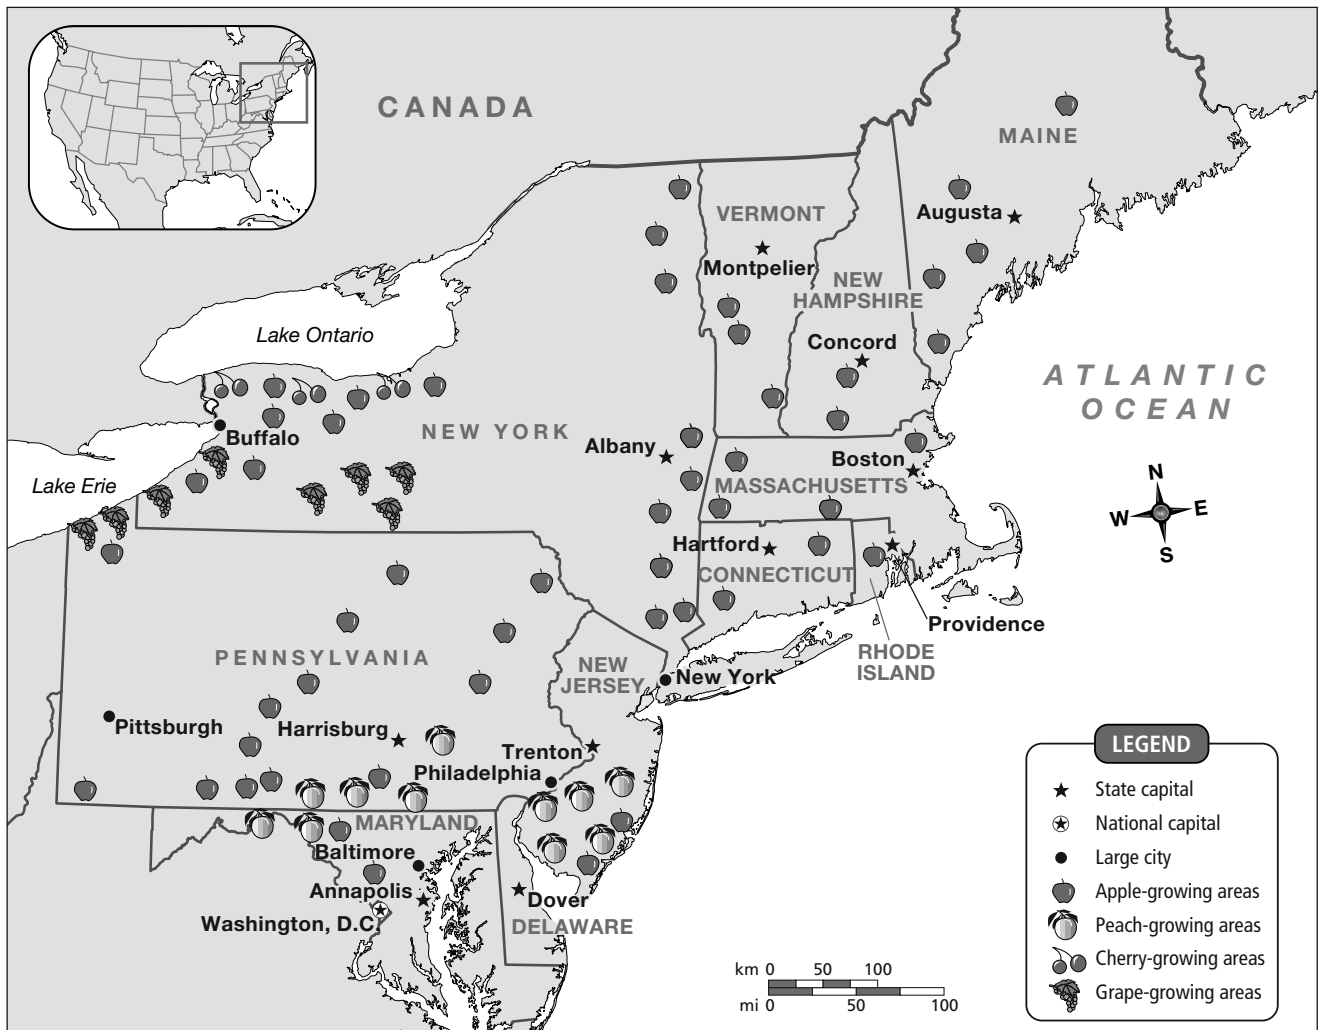 CANADA
MAINE
VERMONT
Augusta
Montpelier
NEW
HAMPSHIRE
Lake Ontario
Concord
ATLANTIC
OCEAN
NEW YORK
Buffalo
Albany
Boston
Lake Erie
MASSACHUSETTS
N
W
E
S
Hartford
CONNECTICUT
Providence
RHODE
ISLAND
PENNSYLVANIA
NEW
JERSEY
New York
Pittsburgh
Harrisburg
Trenton
Philadelphia
MARYLAND
Baltimore
Annapolis
Washington, D.C.
Dover
DELAWARE
LEGEND
State capital
National capital
Large city
Apple-growing areas
Peach-growing areas
Cherry-growing areas
Grape-growing areas
km 0 50 100
mi 0 50 100